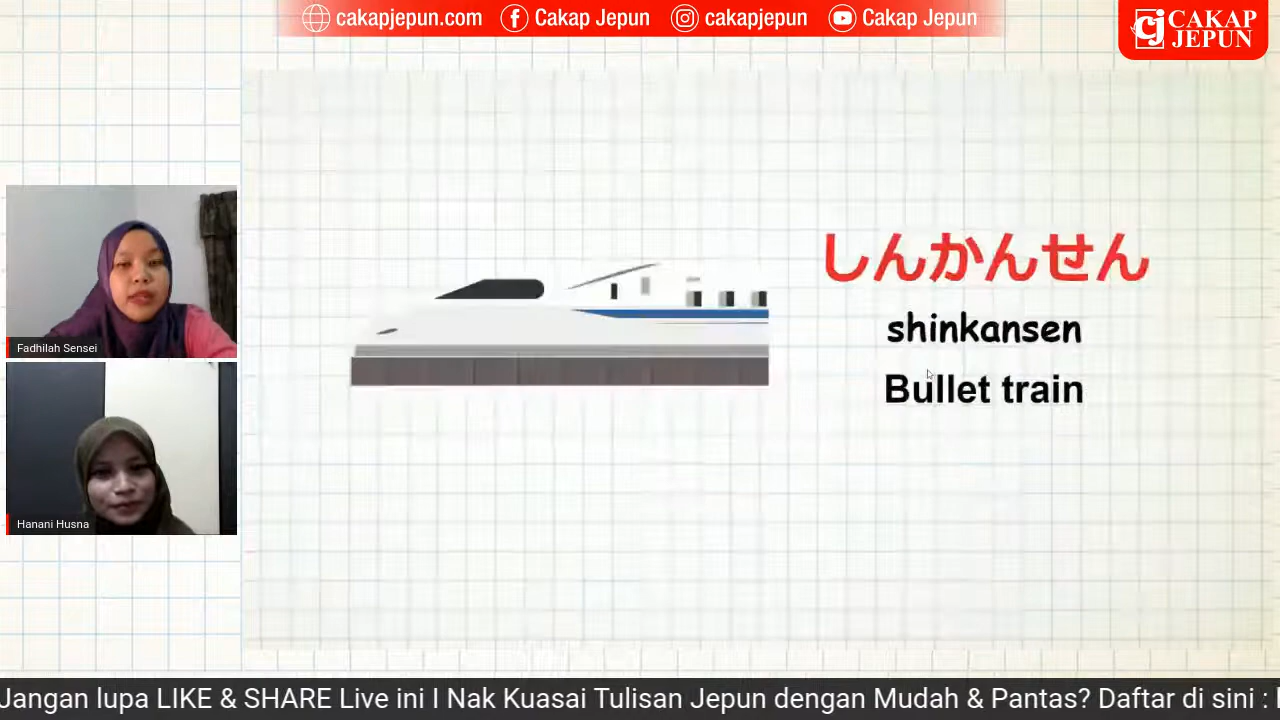 cakapjepun.com Cakap Jepun cakapjepun Cakap Jepun
CAKAP
JEPUN
しんかんせん
shinkansen
Bullet train
Fadhilah Sensei
Hanani Husna
Jangan lupa LIKE & SHARE Live ini I Nak Kuasai Tulisan Jepun dengan Mudah & Pantas? Daftar di sini :